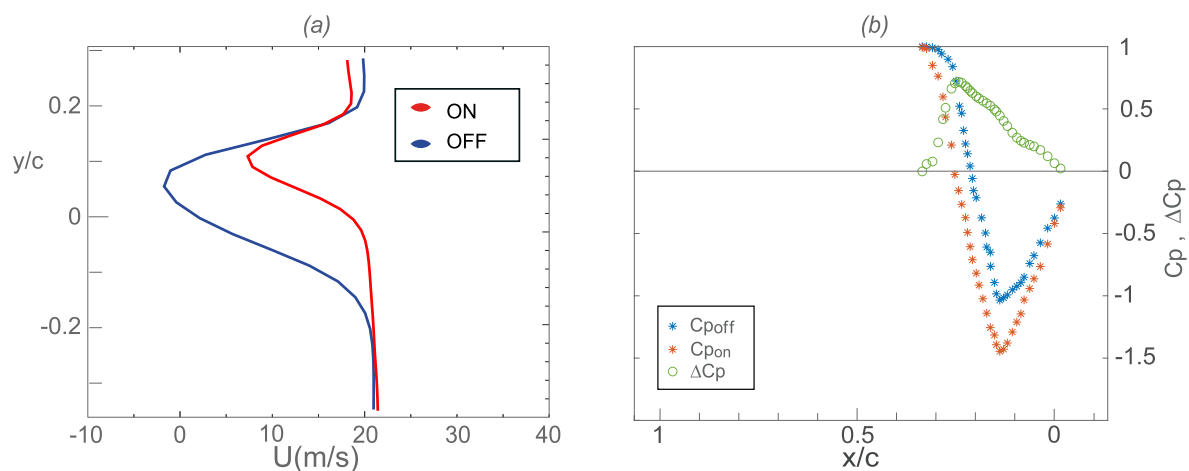 (a)
0.2
y/c
0
-0.2
-10 0 10 20 30 40
U(m/s)
ON
OFF
(b)
1
0.5
0
-0.5
-1
-1.5
Cp , ΔCp
Cpoff
Cpon
ΔCp
1 0.5 0
x/c